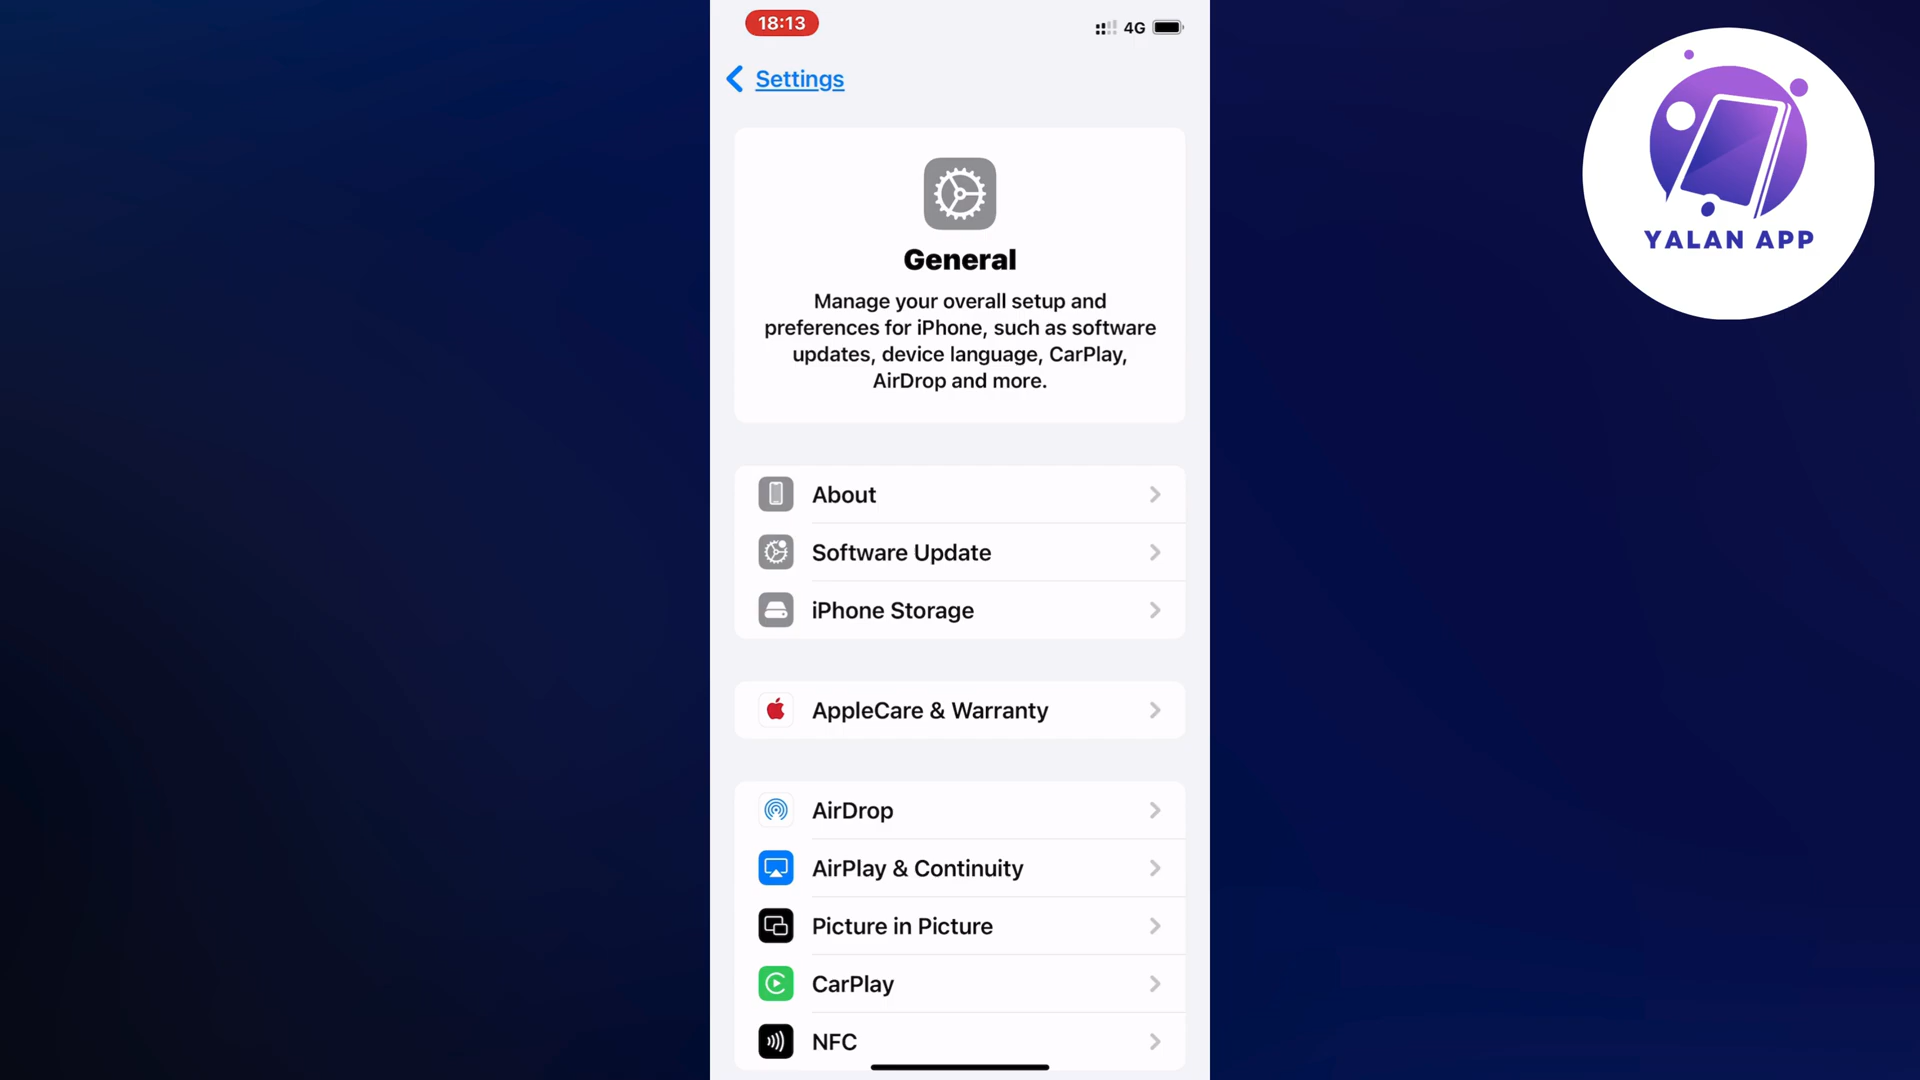 18:13
4G
Settings
YALAN APP
General
Manage your overall setup and
preferences for iPhone, such as software
updates, device language, CarPlay,
AirDrop and more.
About
Software Update
iPhone Storage
AppleCare & Warranty
AirDrop
AirPlay & Continuity
Picture in Picture
CarPlay
NFC